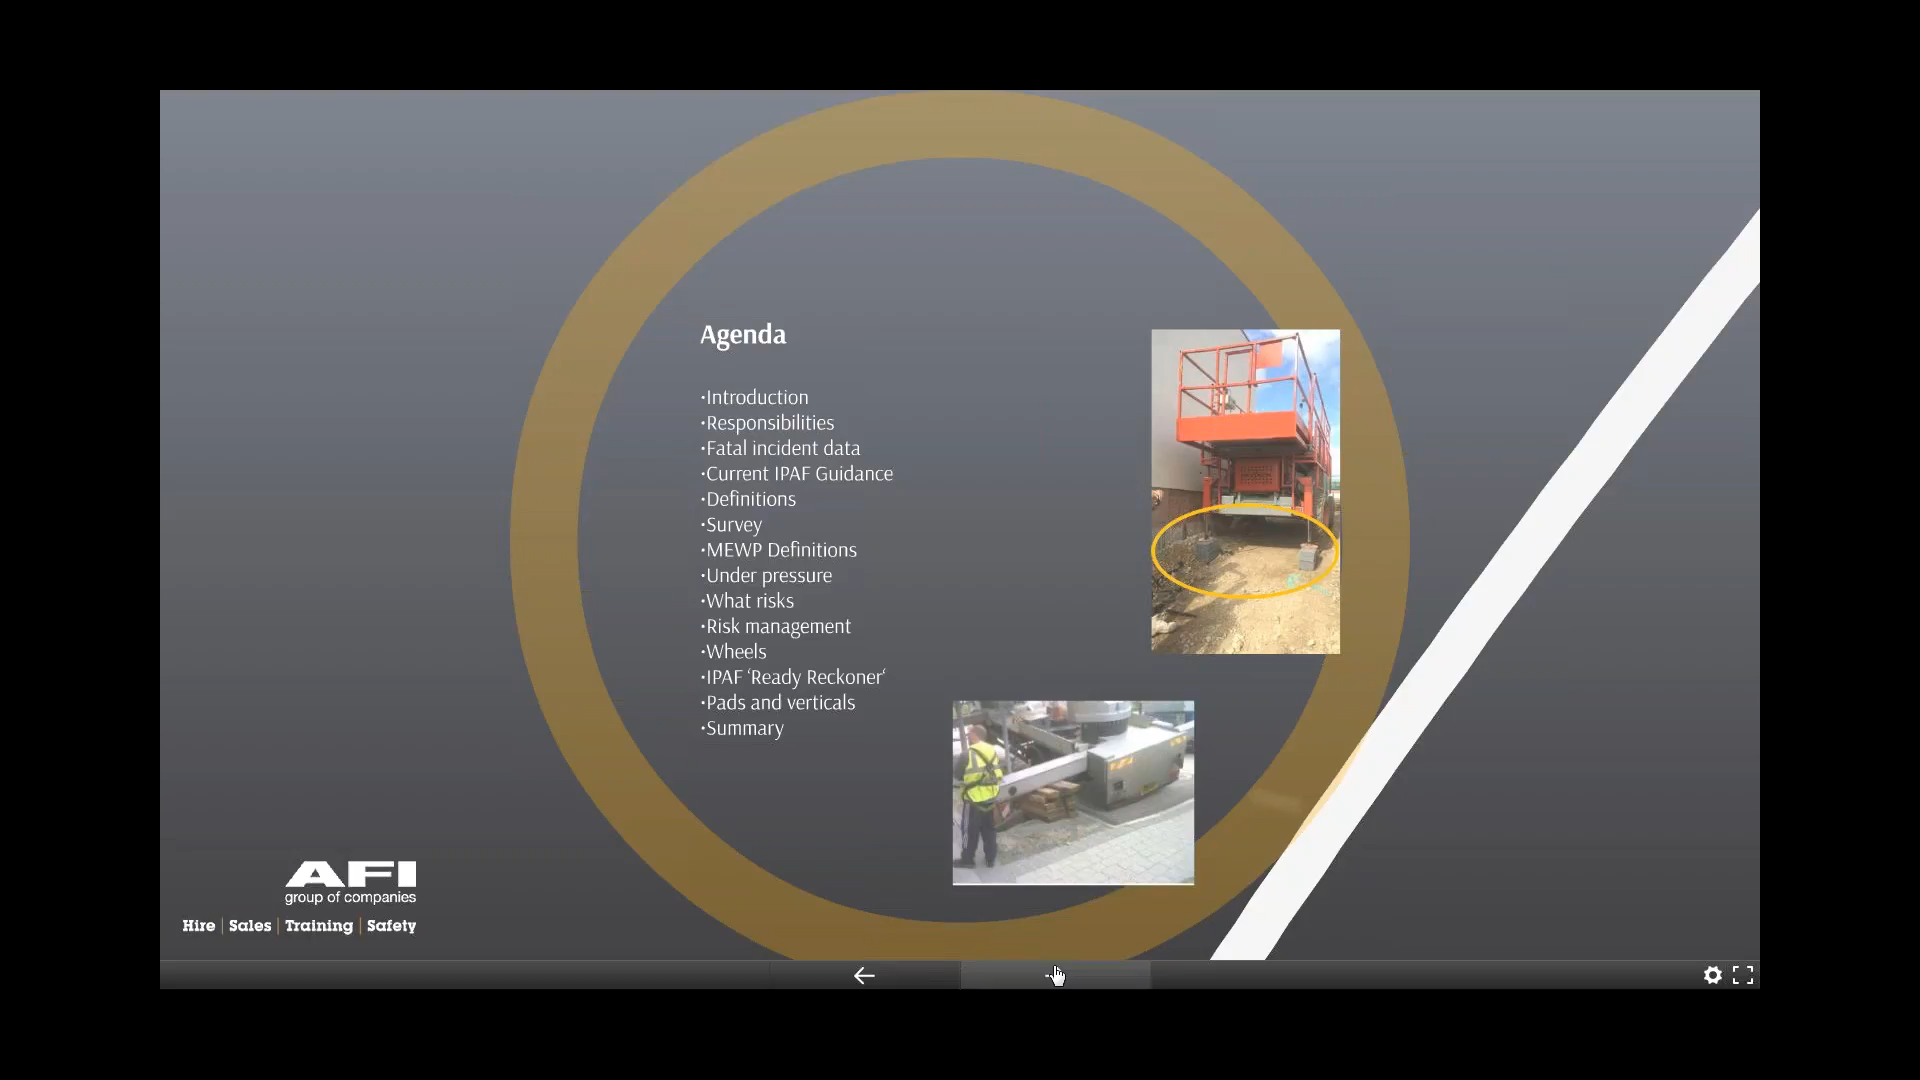 Agenda
·Introduction
·Responsibilities
·Fatal incident data
·Current IPAF Guidance
·Definitions
·Survey
·MEWP Definitions
·Under pressure
·What risks
·Risk management
·Wheels
·IPAF ‘Ready Reckoner‘
·Pads and verticals
·Summary
AFI
group of companies
Hire | Sales | Training | Safety